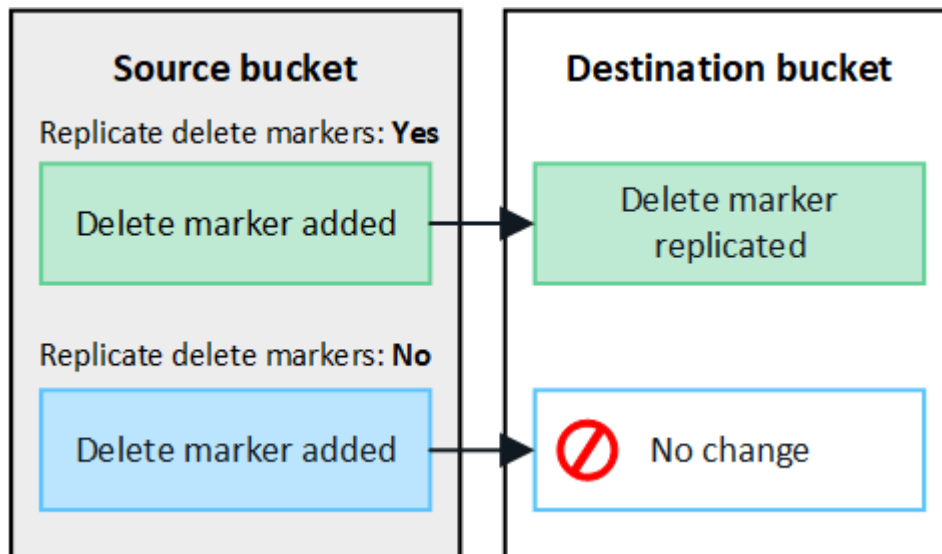 Source bucket
Destination bucket
Replicate delete markers: Yes
Delete marker added
Delete marker
replicated
Replicate delete markers: No
Delete marker added
No change